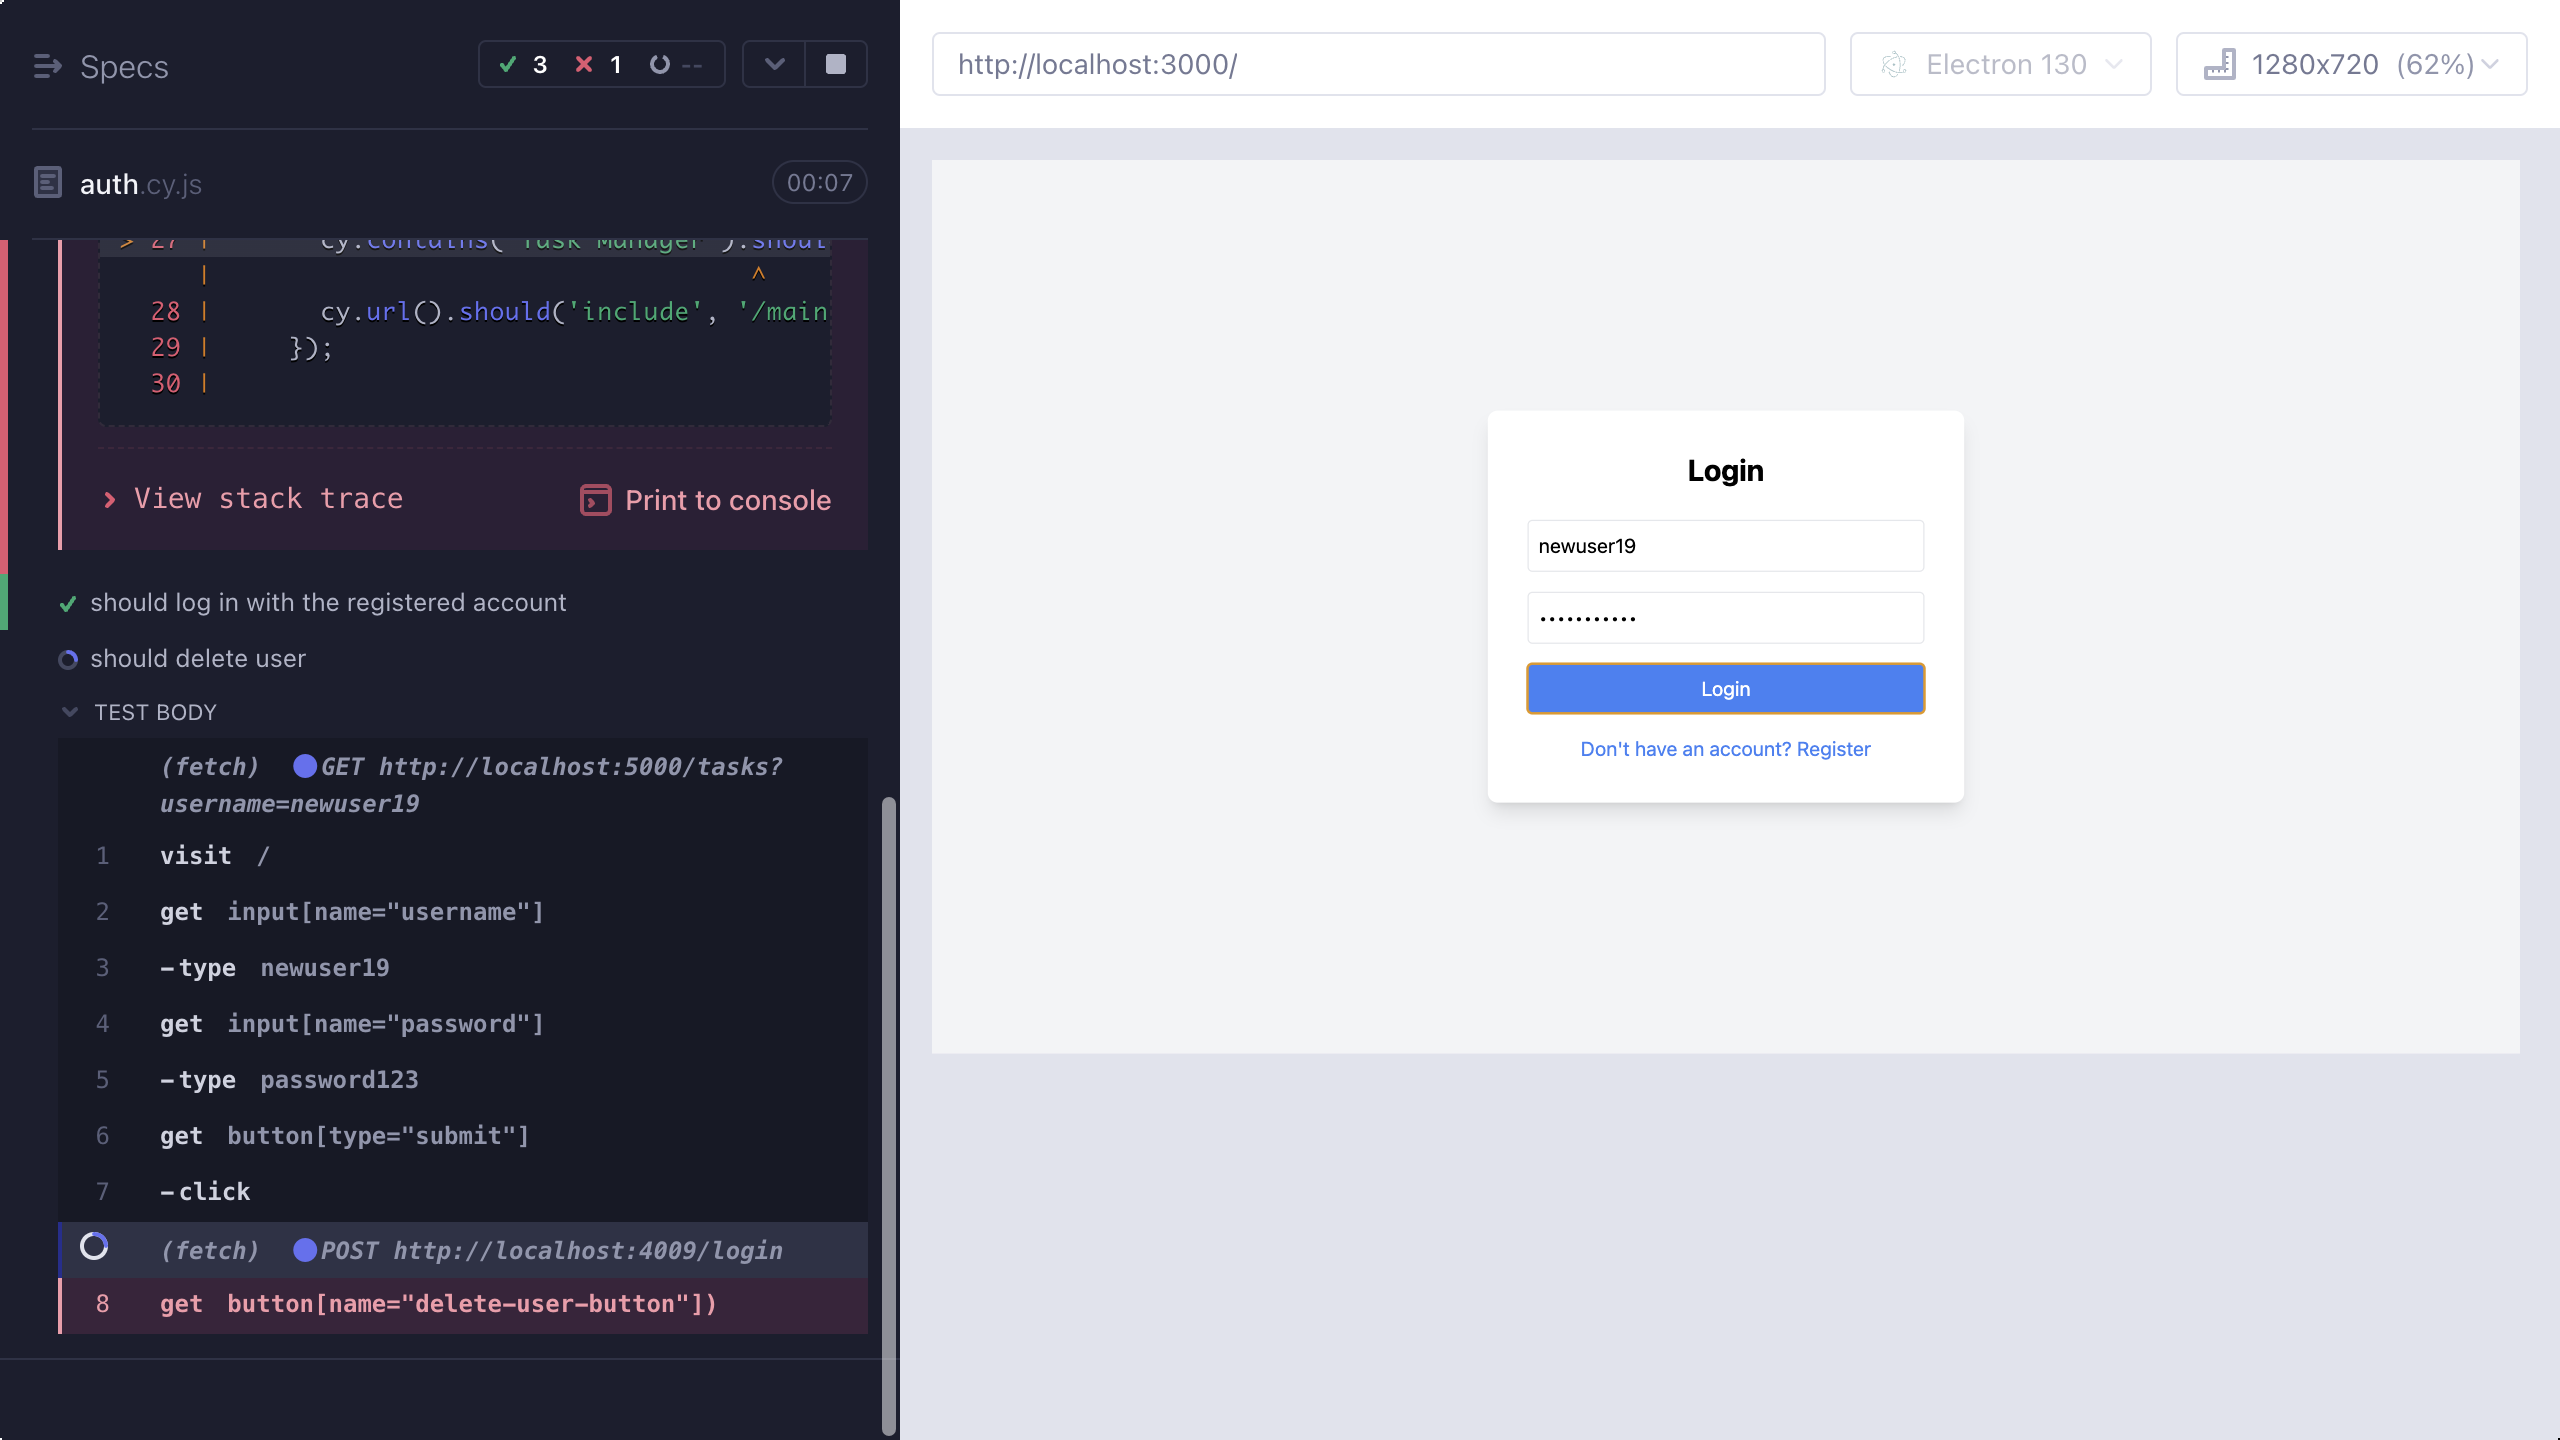 Specs
3 1 --
auth.cy.js
00:07
> 27 | cy.contains('Task Manager').shoul
| ^
28 | cy.url().should('include', '/main
29 | });
30 |
View stack trace
Print to console
should log in with the registered account
should delete user
TEST BODY
(fetch) GET http://localhost:5000/tasks?
username=newuser19
1 visit /
2 get input[name="username"]
3 -type newuser19
4 get input[name="password"]
5 -type password123
6 get button[type="submit"]
7 -click
(fetch) POST http://localhost:4009/login
8 get button[name="delete-user-button"])
http://localhost:3000/
Electron 130
1280x720 (62%)
Login
newuser19
•••••••••••
Login
Don't have an account? Register